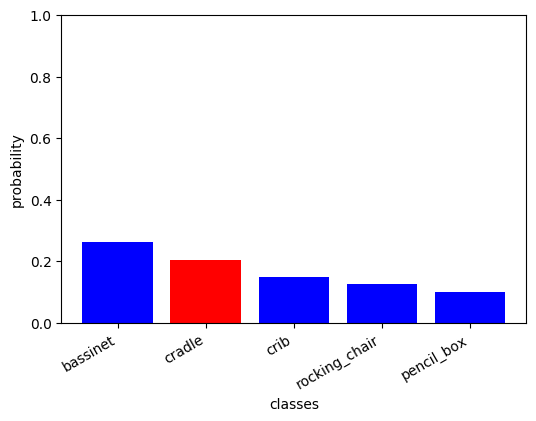 1.0
0.8
0.6
0.4
0.2
0.0
probability
bassinet
cradle
crib
rocking_chair
pencil_box
classes